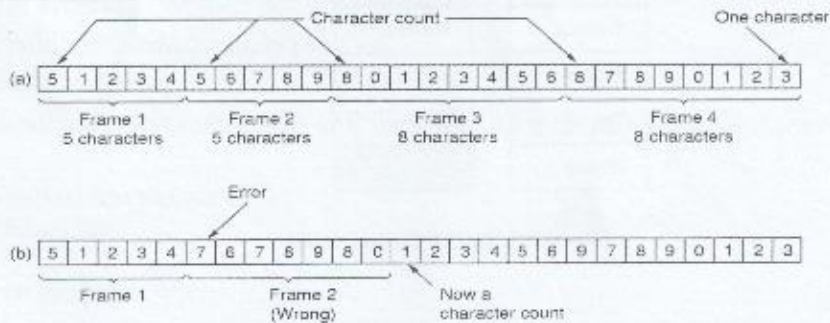 Character count
One character
(a) 5 1 2 3 4 5 6 7 8 9 8 0 1 2 3 4 5 6 8 7 8 9 0 1 2 3
Frame 1 Frame 2 Frame 3 Frame 4
5 characters 5 characters 8 characters 8 characters
Error
(b) 5 1 2 3 4 7 6 7 8 9 8 0 1 2 3 4 5 6 9 7 8 9 0 1 2 3
Frame 1 Frame 2 Now a
(Wrong) character count